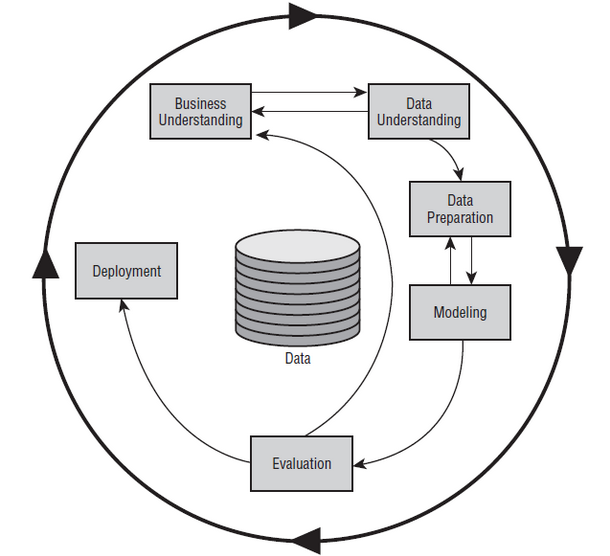 Business
Understanding
Data
Understanding
Data
Preparation
Deployment
Modeling
Data
Evaluation